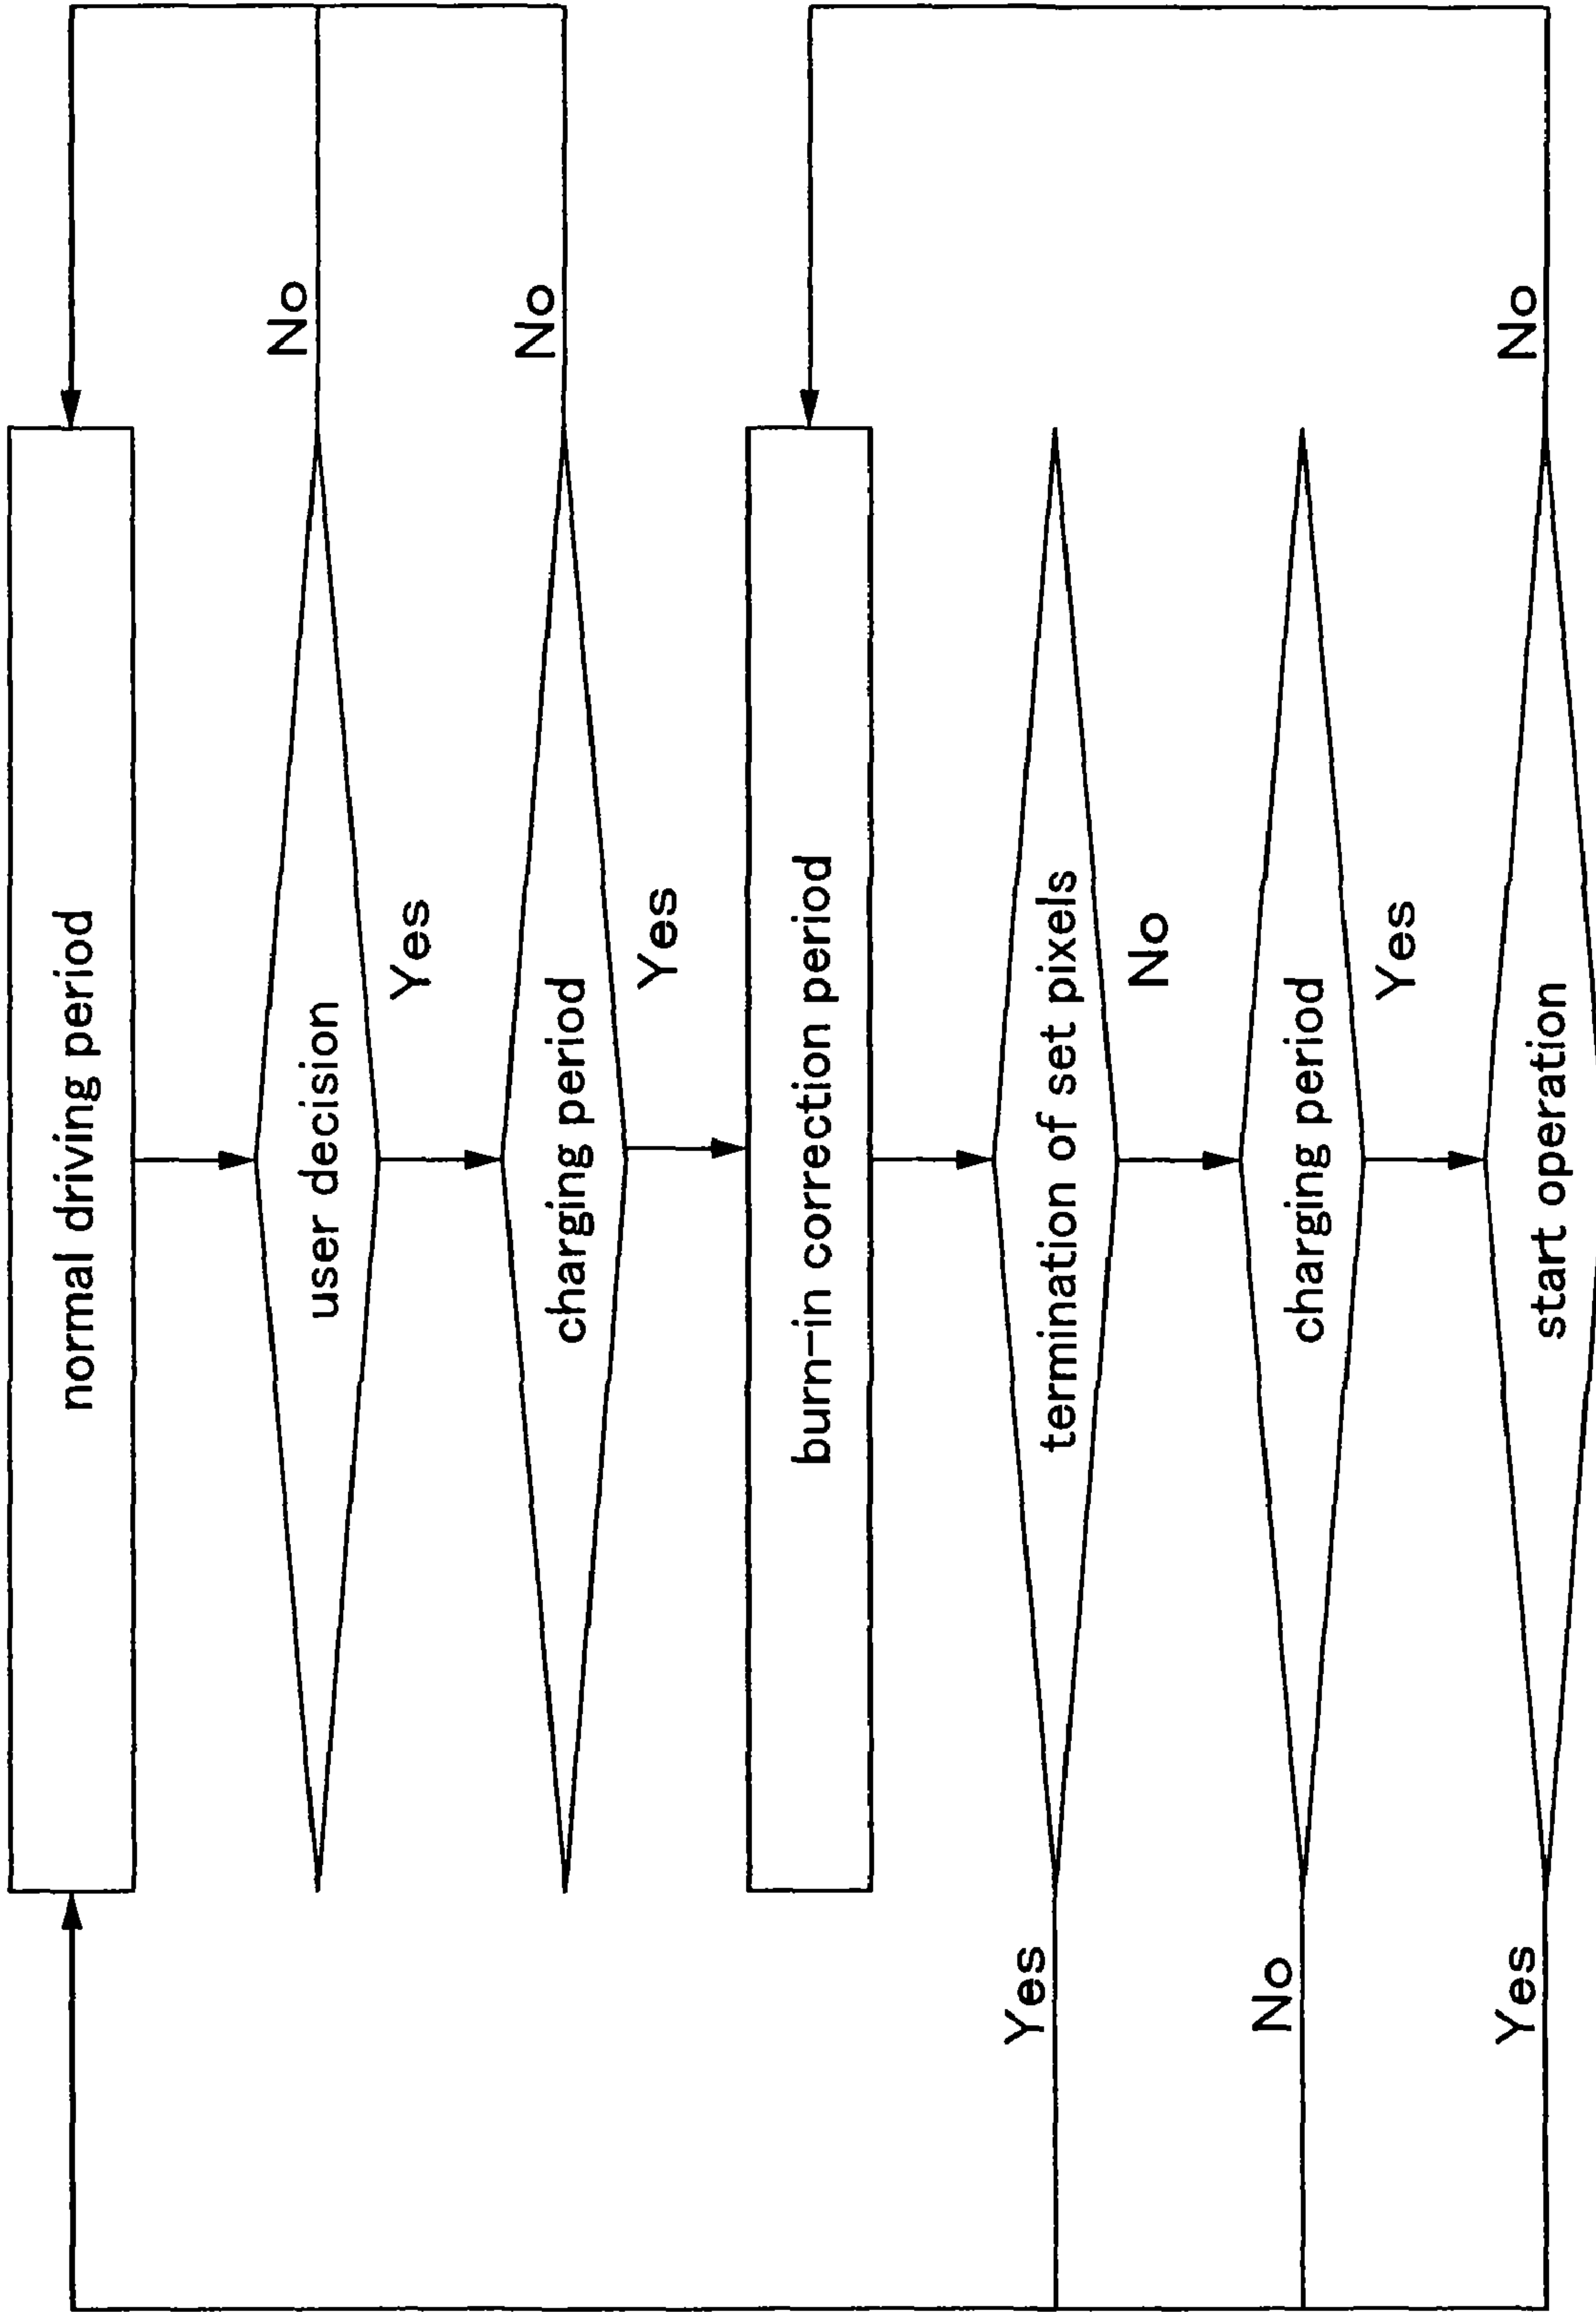 normal driving period
user decision
No
Yes
charging period
No
Yes
burn-in correction period
termination of set pixels
Yes
No
charging period
No
Yes
start operation
Yes
No